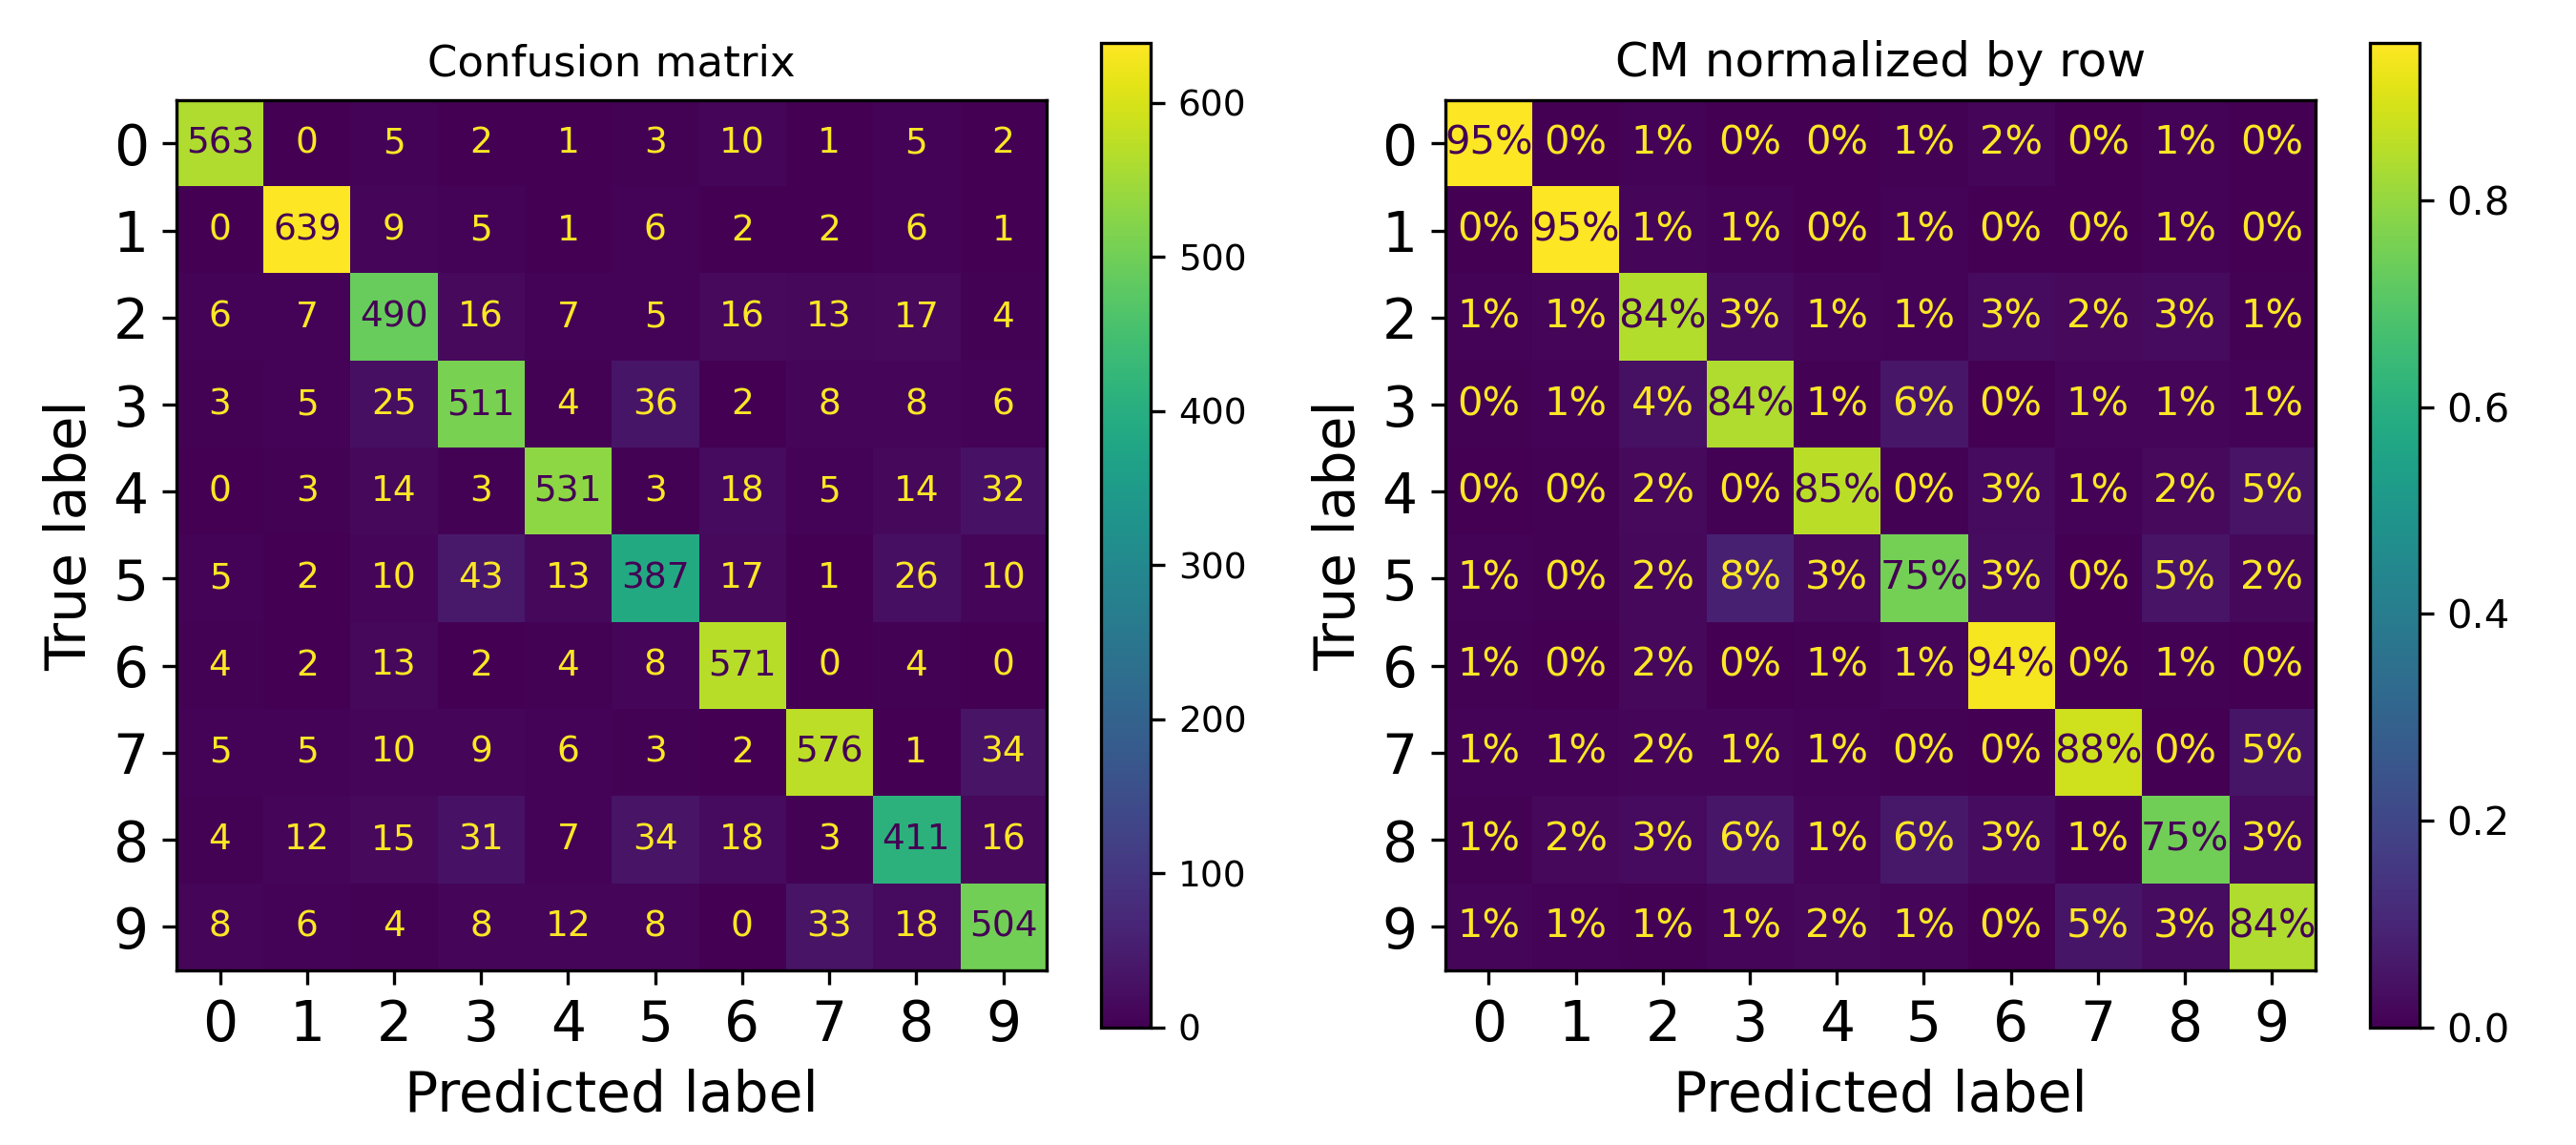 Confusion matrix
0 563 0 5 2 1 3 10 1 5 2
1 0 639 9 5 1 6 2 2 6 1
2 6 7 490 16 7 5 16 13 17 4
3 3 5 25 511 4 36 2 8 8 6
4 0 3 14 3 531 3 18 5 14 32
5 5 2 10 43 13 387 17 1 26 10
6 4 2 13 2 4 8 571 0 4 0
7 5 5 10 9 6 3 2 576 1 34
8 4 12 15 31 7 34 18 3 411 16
9 8 6 4 8 12 8 0 33 18 504
0 1 2 3 4 5 6 7 8 9
True label
Predicted label
600
500
400
300
200
100
0
CM normalized by row
0 95% 0% 1% 0% 0% 1% 2% 0% 1% 0%
1 0% 95% 1% 1% 0% 1% 0% 0% 1% 0%
2 1% 1% 84% 3% 1% 1% 3% 2% 3% 1%
3 0% 1% 4% 84% 1% 6% 0% 1% 1% 1%
4 0% 0% 2% 0% 85% 0% 3% 1% 2% 5%
5 1% 0% 2% 8% 3% 75% 3% 0% 5% 2%
6 1% 0% 2% 0% 1% 1% 94% 0% 1% 0%
7 1% 1% 2% 1% 1% 0% 0% 88% 0% 5%
8 1% 2% 3% 6% 1% 6% 3% 1% 75% 3%
9 1% 1% 1% 1% 2% 1% 0% 5% 3% 84%
0 1 2 3 4 5 6 7 8 9
True label
Predicted label
0.8
0.6
0.4
0.2
0.0